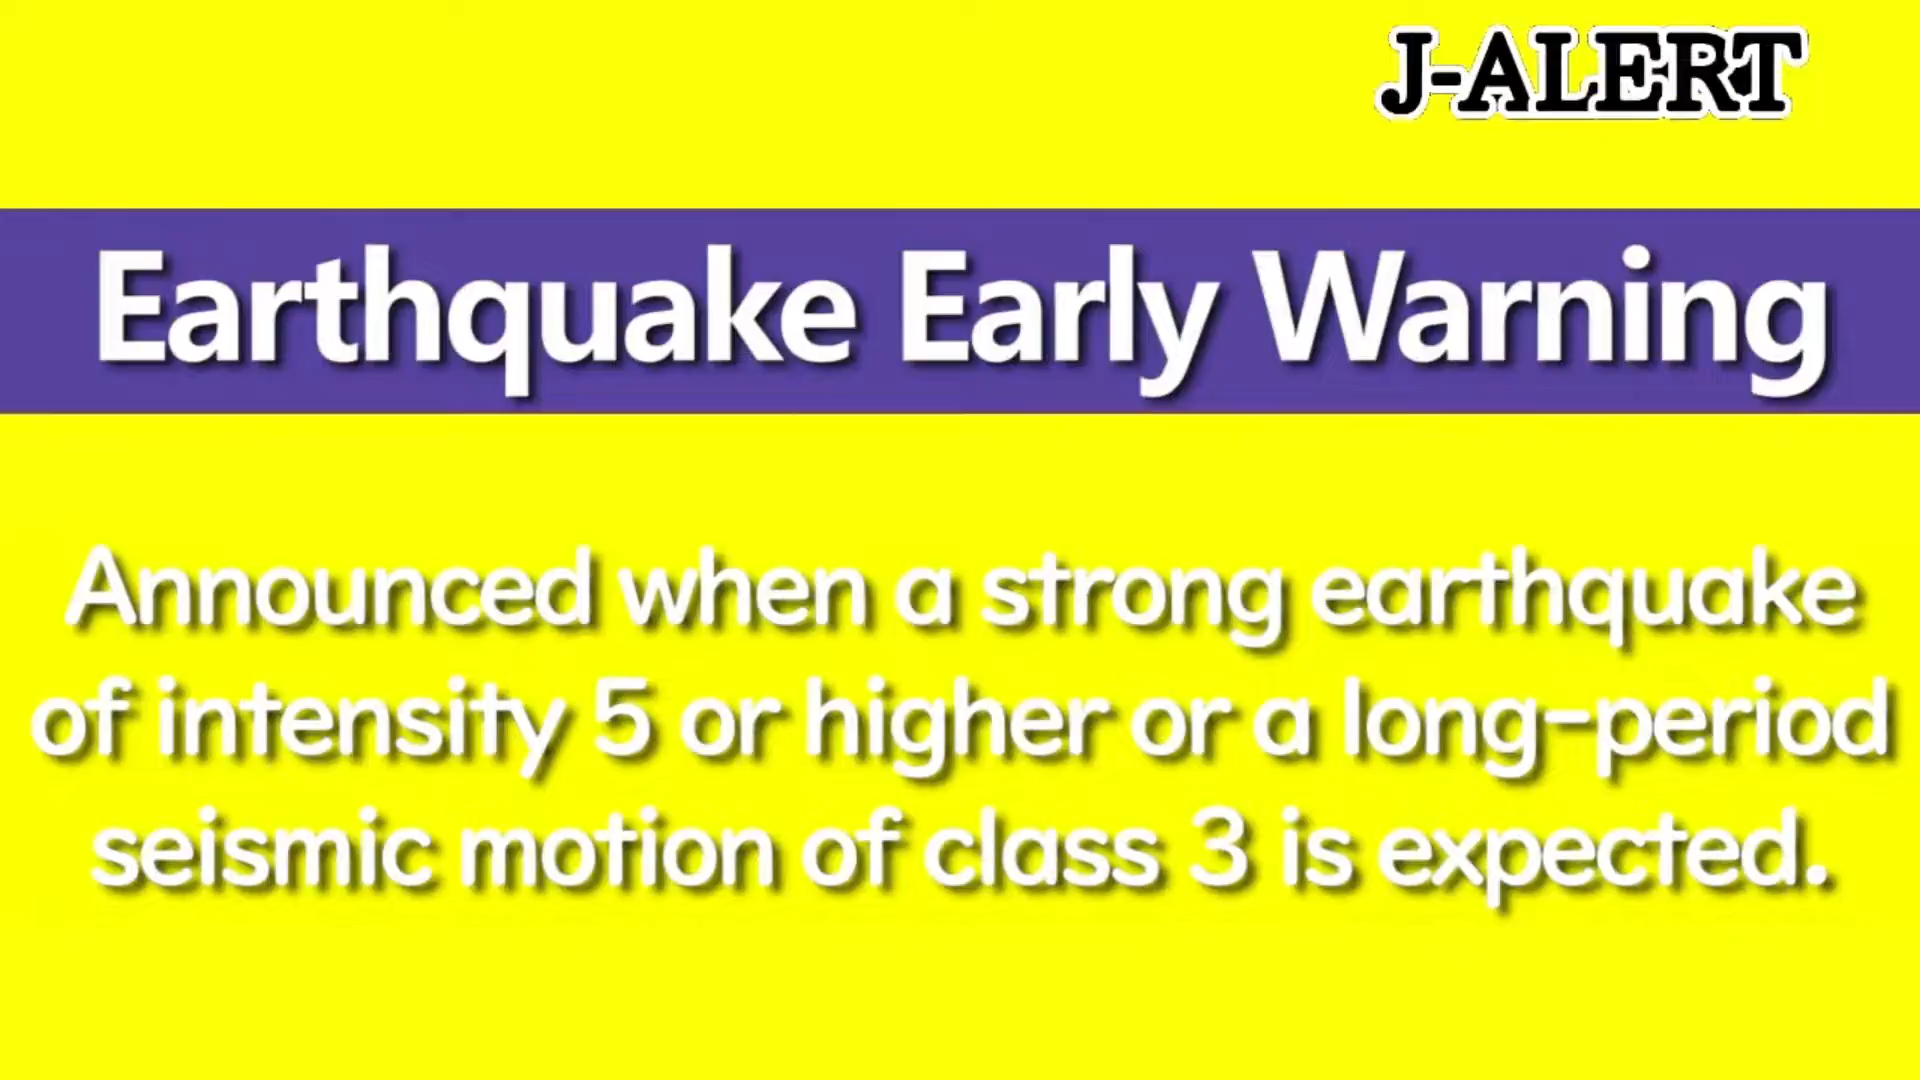 J-ALERT
Earthquake Early Warning
Announced when a strong earthquake
of intensity 5 or higher or a long-period
seismic motion of class 3 is expected.